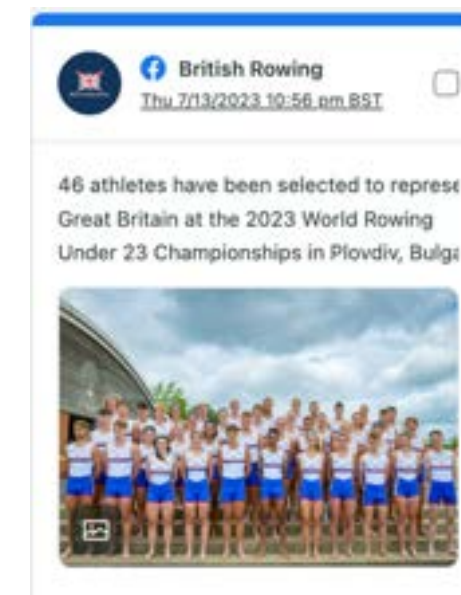 British Rowing
Thu 7/13/2023 10:56 pm BST
46 athletes have been selected to represe
Great Britain at the 2023 World Rowing
Under 23 Championships in Plovdiv, Bulga